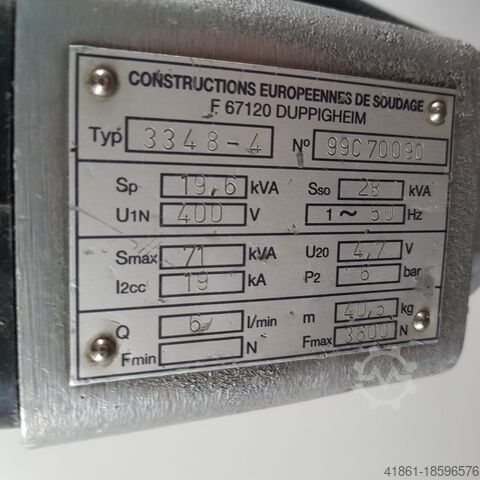 CONSTRUCTIONS EUROPEENNES DE SOUDAGE
F 67120 DUPPIGHEIM
Typ 3348-4 N° 99C70090
Sp 19,6 kVA Sso 28 kVA
U1N 400 V 1~50 Hz
Smax 71 kVA U20 4,7 V
I2cc 19 kA P2 6 bar
Q 6 l/min m 40,5 kg
Fmin N Fmax 3600 N
41861-18596576